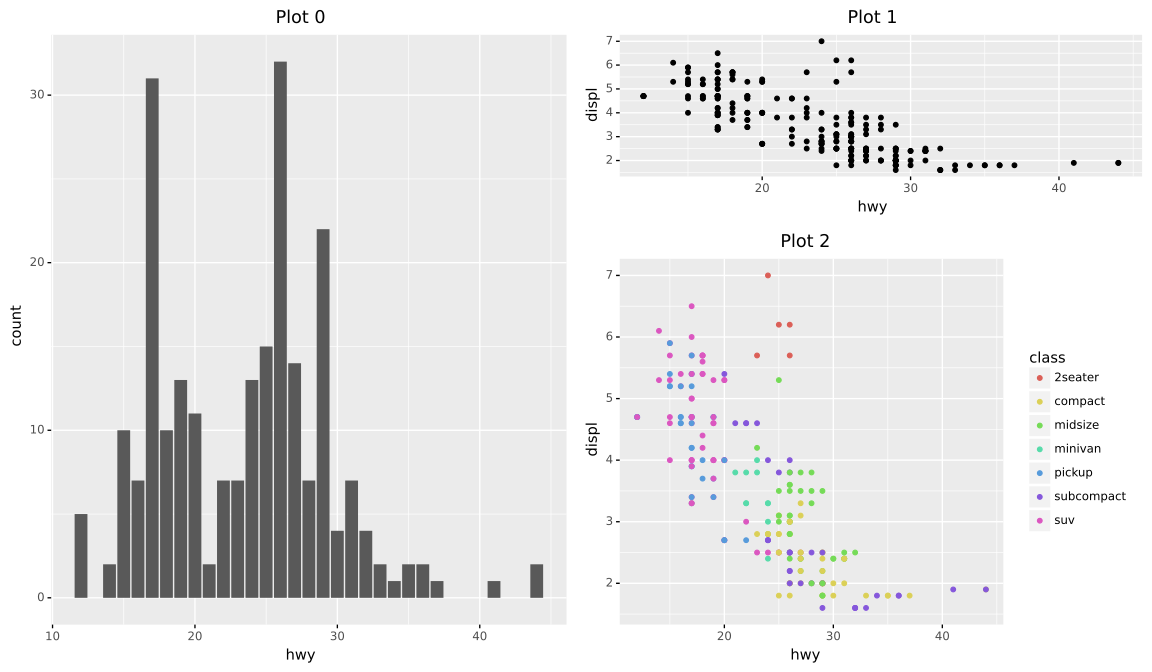 Plot 0
30
20
10
0
count
10 20 30 40
hwy
Plot 1
7
6
5
4
3
2
displ
20 30 40
hwy
Plot 2
7
6
5
4
3
2
displ
20 30 40
hwy
class
2seater
compact
midsize
minivan
pickup
subcompact
suv